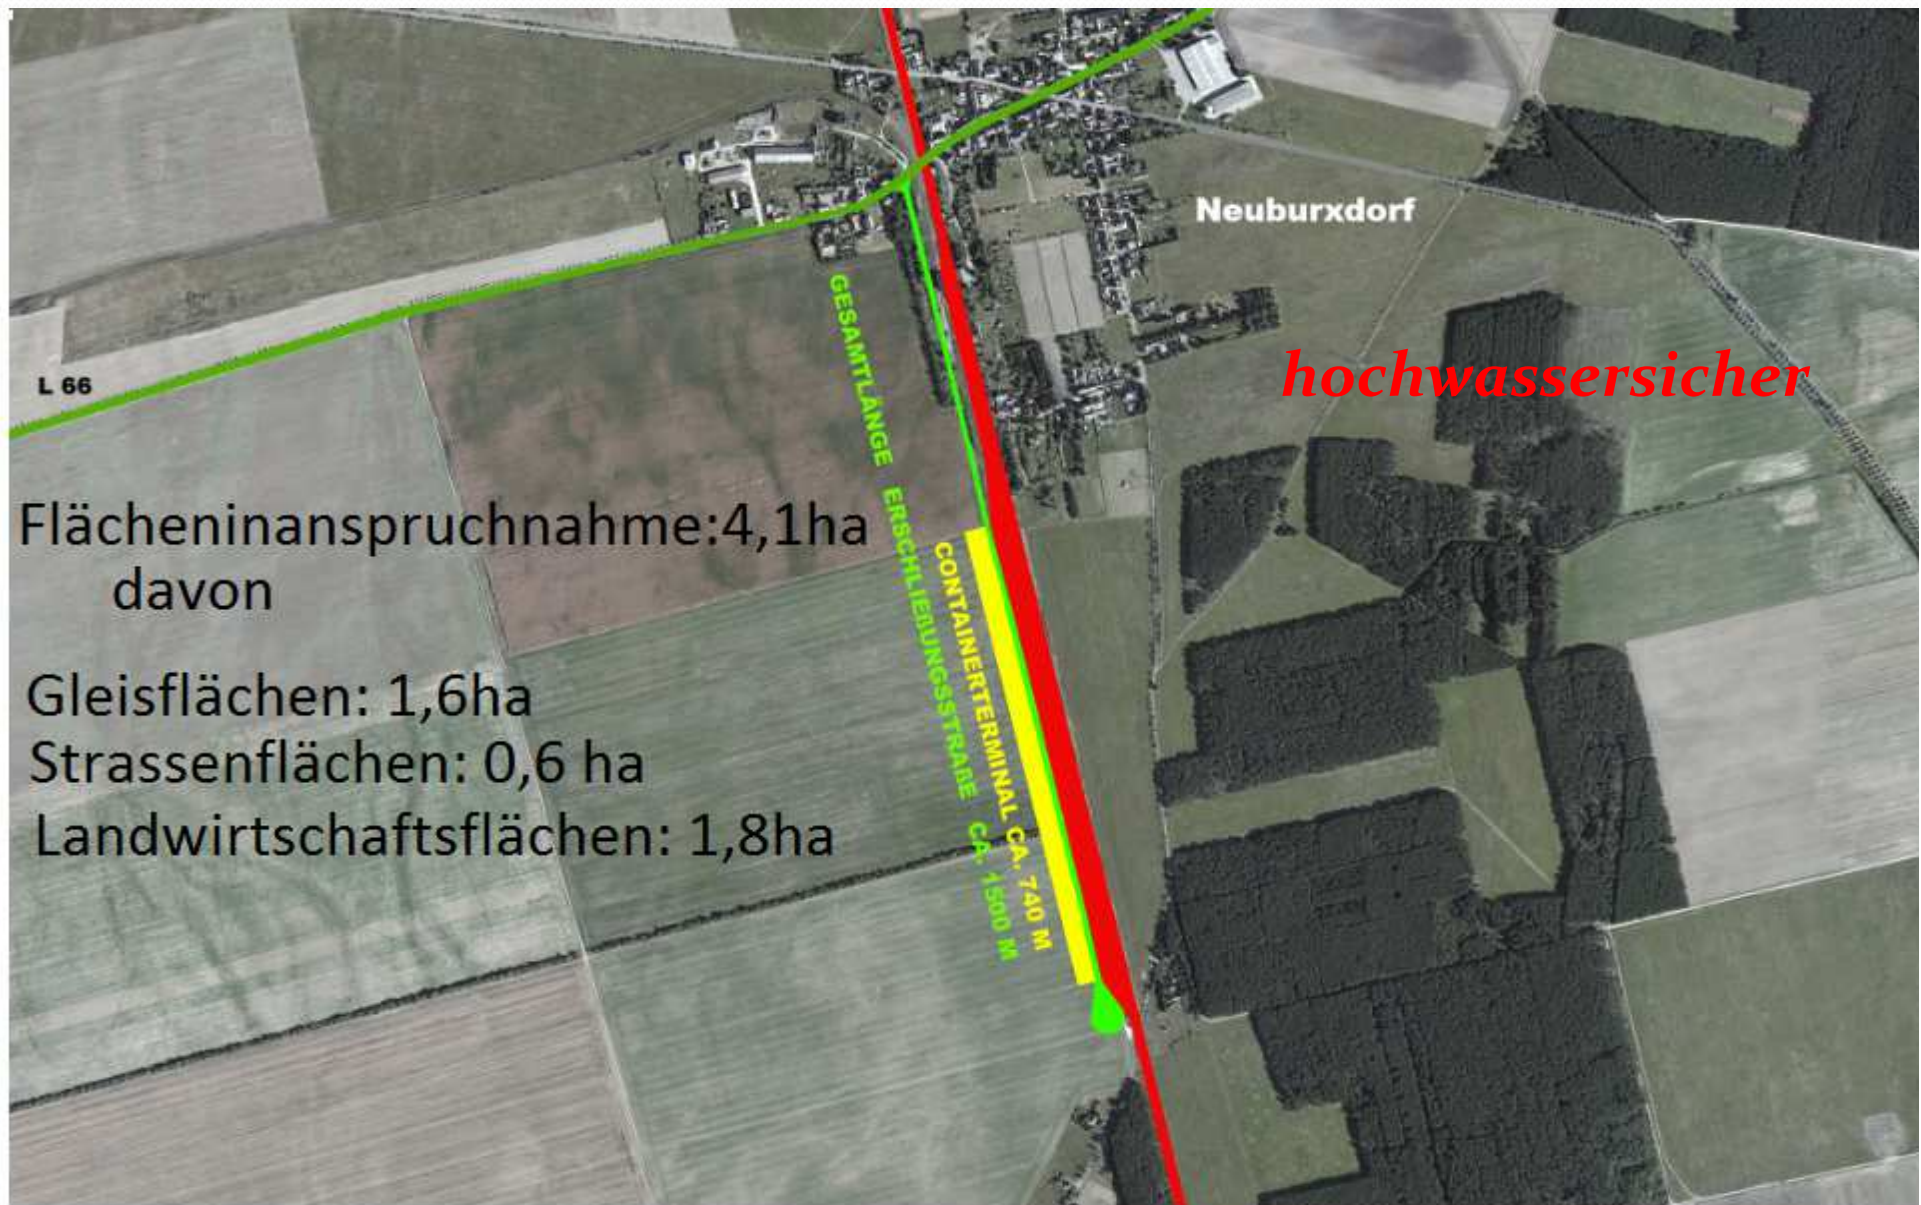 Neuburxdorf
hochwassersicher
L 66
GESAMTLÄNGE ERSCHLIEßUNGSSTRAßE CA. 1500 M
CONTAINERTERMINAL CA. 740 M
Flächeninanspruchnahme:4,1ha
davon
Gleisflächen: 1,6ha
Strassenflächen: 0,6 ha
Landwirtschaftsflächen: 1,8ha